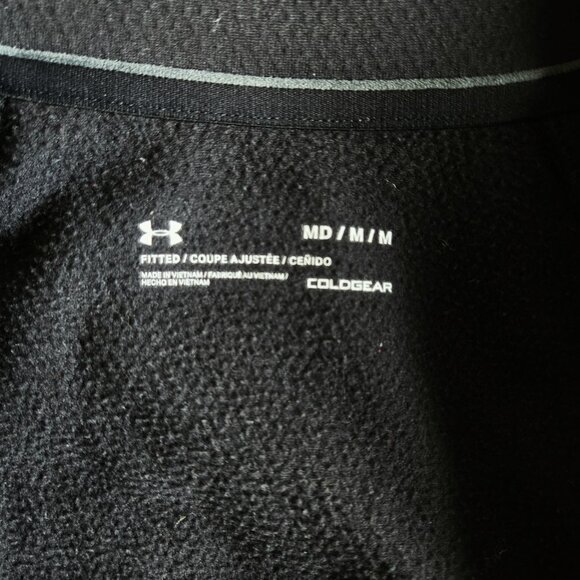 MD / M / M
FITTED / COUPE AJUSTÉE / CEÑIDO
MADE IN VIETNAM / FABRIQUÉ AU VIETNAM /
HECHO EN VIETNAM
COLDGEAR